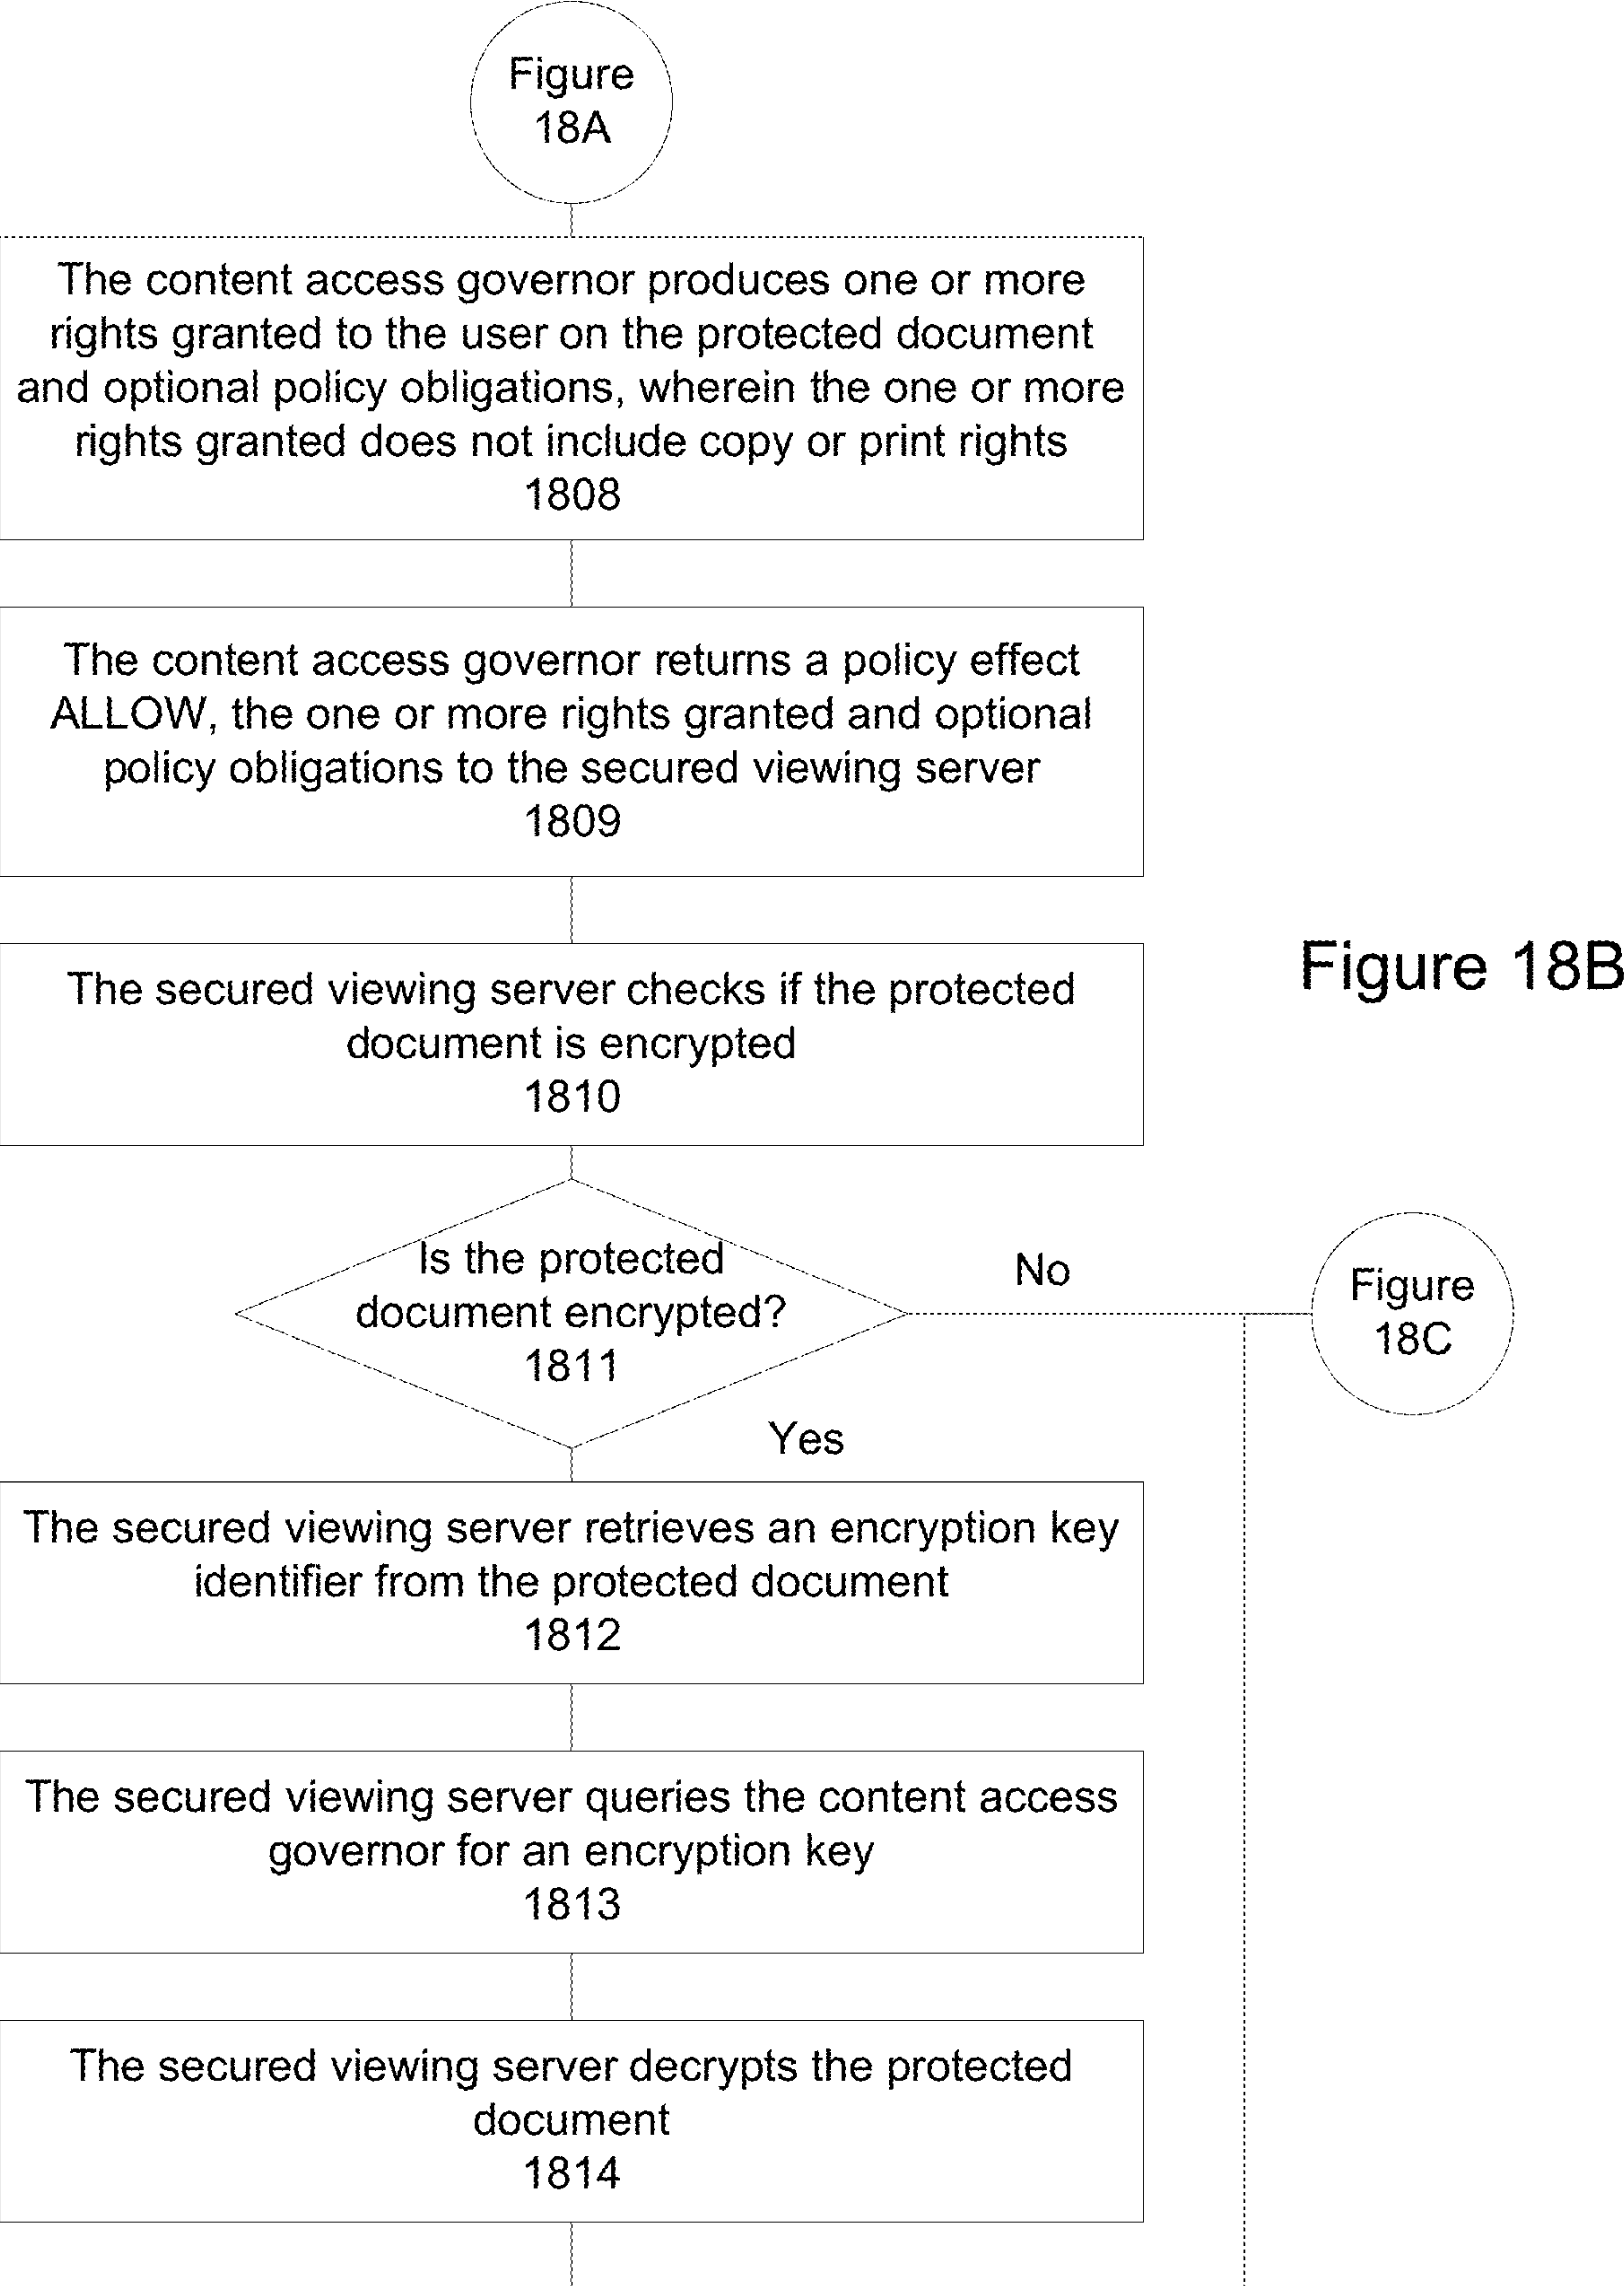 Figure
18A
The content access governor produces one or more
rights granted to the user on the protected document
and optional policy obligations, wherein the one or more
rights granted does not include copy or print rights
1808
The content access governor returns a policy effect
ALLOW, the one or more rights granted and optional
policy obligations to the secured viewing server
1809
The secured viewing server checks if the protected
document is encrypted
1810
Figure 18B
Is the protected
document encrypted?
1811
No
Figure
18C
Yes
The secured viewing server retrieves an encryption key
identifier from the protected document
1812
The secured viewing server queries the content access
governor for an encryption key
1813
The secured viewing server decrypts the protected
document
1814